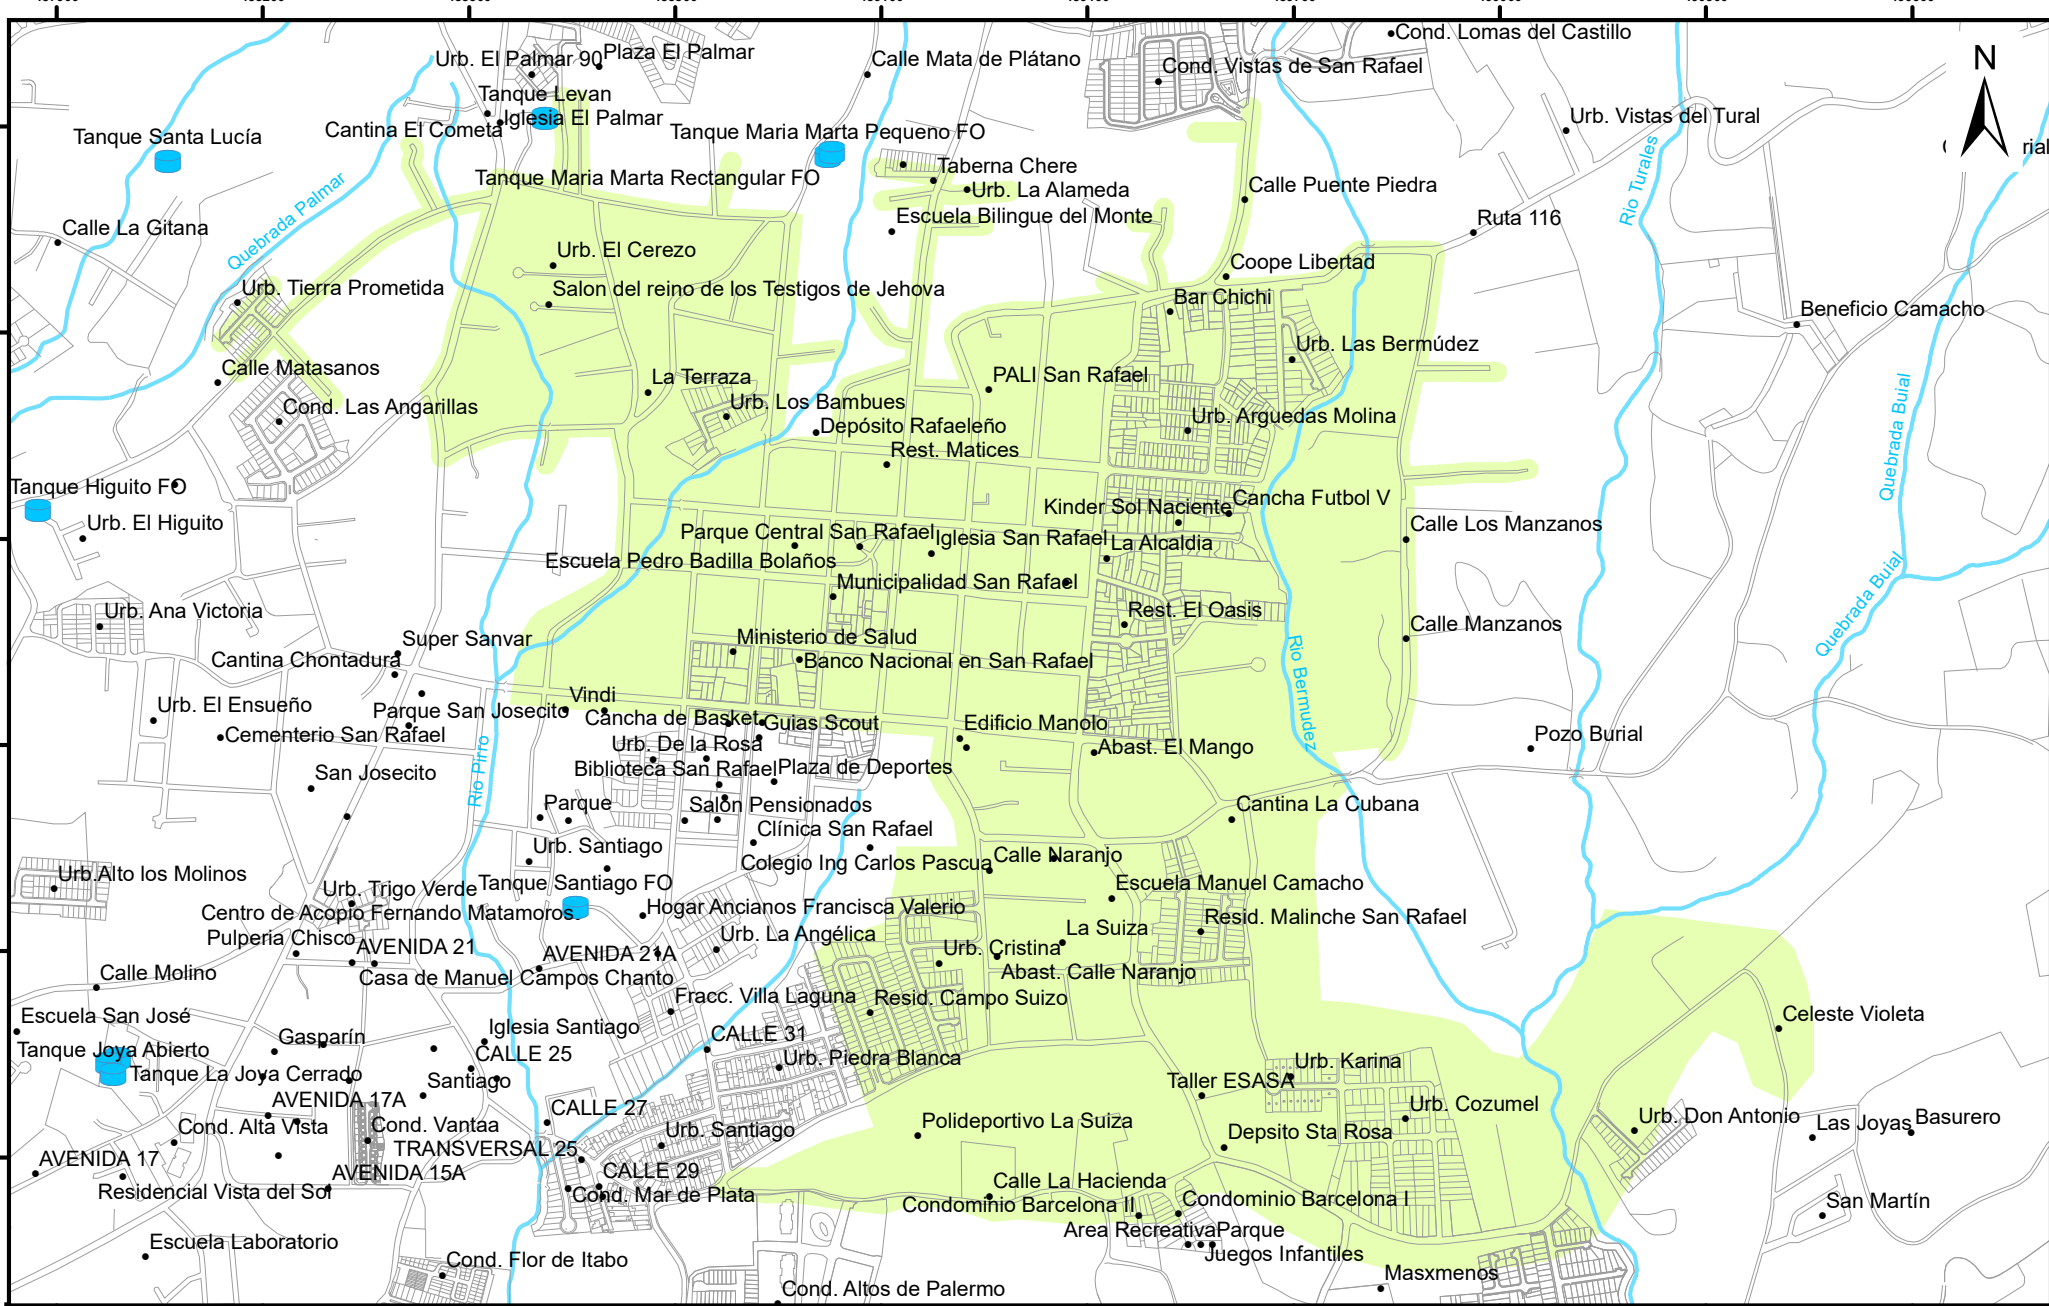 Cond. Lomas del Castillo
Urb. El Palmar 90
Plaza El Palmar
Calle Mata de Plátano
Cond. Vistas de San Rafael
N
Tanque Levan
Iglesia El Palmar
Cantina El Cometa
Tanque Santa Lucía
Tanque Maria Marta Pequeno FO
Urb. Vistas del Tural
rial
Taberna Chere
Tanque Maria Marta Rectangular FO
Urb. La Alameda
Calle Puente Piedra
Rio Turales
Quebrada Palmar
Escuela Bilingue del Monte
Ruta 116
Calle La Gitana
Urb. El Cerezo
Coope Libertad
Urb. Tierra Prometida
Salon del reino de los Testigos de Jehova
Bar Chichi
Beneficio Camacho
Urb. Las Bermúdez
Calle Matasanos
La Terraza
PALI San Rafael
Cond. Las Angarillas
Urb. Los Bambues
Urb. Arguedas Molina
Depósito Rafaeleño
Quebrada Buial
Rest. Matices
Tanque Higuito FO
Kinder Sol Naciente
Cancha Futbol V
Urb. El Higuito
Calle Los Manzanos
Parque Central San Rafael
Iglesia San Rafael
La Alcaldia
Escuela Pedro Badilla Bolaños
Municipalidad San Rafael
Quebrada Buial
Urb. Ana Victoria
Rest. El Oasis
Calle Manzanos
Super Sanvar
Ministerio de Salud
Cantina Chontadura
Banco Nacional en San Rafael
Rio Bermudez
Urb. El Ensueño
Parque San Josecito
Vindi
Cancha de Basket
Guias Scout
Edificio Manolo
Cementerio San Rafael
Urb. De la Rosa
Abast. El Mango
Pozo Burial
Rio Pirro
San Josecito
Biblioteca San Rafael
Plaza de Deportes
Parque
Salón Pensionados
Cantina La Cubana
Clínica San Rafael
Urb. Santiago
Colegio Ing Carlos Pascua
Calle Naranjo
Urb.Alto los Molinos
Urb. Trigo Verde
Tanque Santiago FO
Escuela Manuel Camacho
Centro de Acopio Fernando Matamoros.
Hogar Ancianos Francisca Valerio
Resid. Malinche San Rafael
Pulperia Chisco
AVENIDA 21
Urb. La Angélica
La Suiza
AVENIDA 21A
Urb. Cristina
Calle Molino
Casa de Manuel Campos Chanto
Abast. Calle Naranjo
Fracc. Villa Laguna
Resid. Campo Suizo
Escuela San José
Celeste Violeta
Gasparín
Iglesia Santiago
CALLE 31
Tanque Joya Abierto
CALLE 25
Urb. Piedra Blanca
Urb. Karina
Tanque La Joya Cerrado
Santiago
Taller ESASA
AVENIDA 17A
CALLE 27
Urb. Cozumel
Cond. Alta Vista
Cond. Vantaa
Urb. Santiago
Polideportivo La Suiza
Depsito Sta Rosa
Urb. Don Antonio
Las Joyas
Basurero
TRANSVERSAL 25
AVENIDA 17
AVENIDA 15A
CALLE 29
Calle La Hacienda
Residencial Vista del Sol
Cond. Mar de Plata
Condominio Barcelona II
Condominio Barcelona I
San Martín
Area Recreativa
Parque
Escuela Laboratorio
Juegos Infantiles
Cond. Flor de Itabo
Masxmenos
Cond. Altos de Palermo